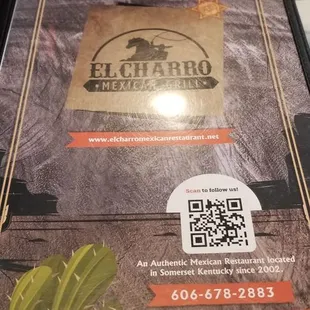 EL CHARRO
• MEXICAN GRILL •
www.elcharromexicanrestaurant.net
Scan to follow us!
An Authentic Mexican Restaurant located
in Somerset Kentucky since 2002.
606-678-2883